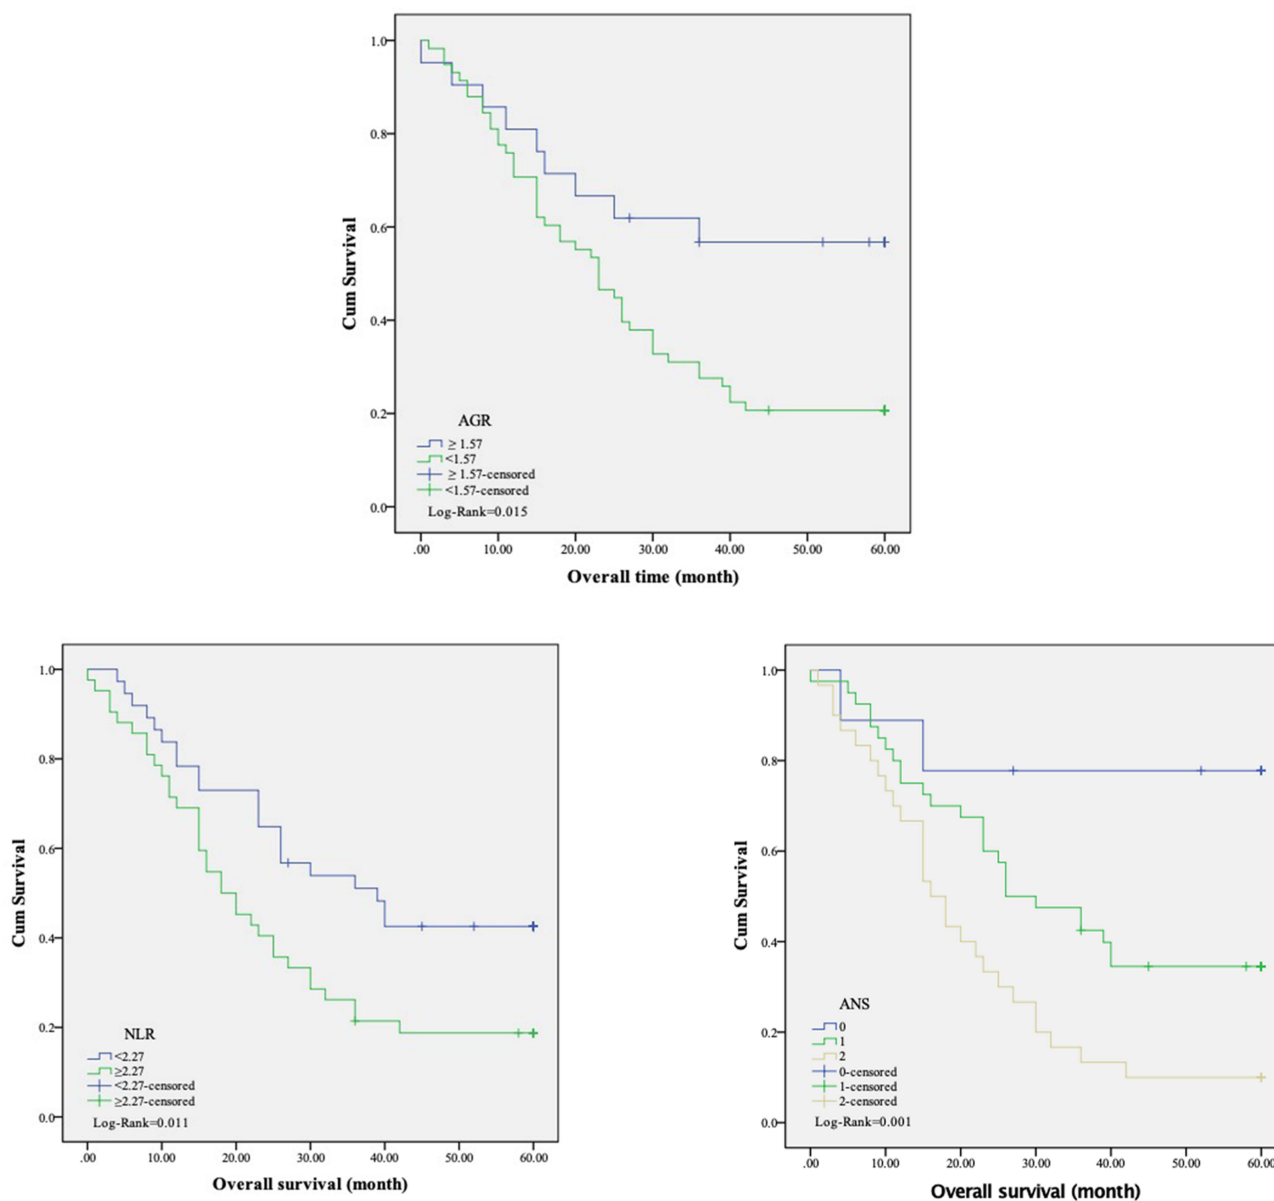 1.0
0.8
0.6
0.4
0.2
0.0
Cum Survival
AGR
≥ 1.57
<1.57
≥ 1.57-censored
<1.57-censored
Log-Rank=0.015
.00 10.00 20.00 30.00 40.00 50.00 60.00
Overall time (month)
1.0
0.8
0.6
0.4
0.2
0.0
Cum Survival
NLR
<2.27
≥2.27
<2.27-censored
≥2.27-censored
Log-Rank=0.011
.00 10.00 20.00 30.00 40.00 50.00 60.00
Overall survival (month)
1.0
0.8
0.6
0.4
0.2
0.0
Cum Survival
ANS
0
1
2
0-censored
1-censored
2-censored
Log-Rank=0.001
.00 10.00 20.00 30.00 40.00 50.00 60.00
Overall survival (month)